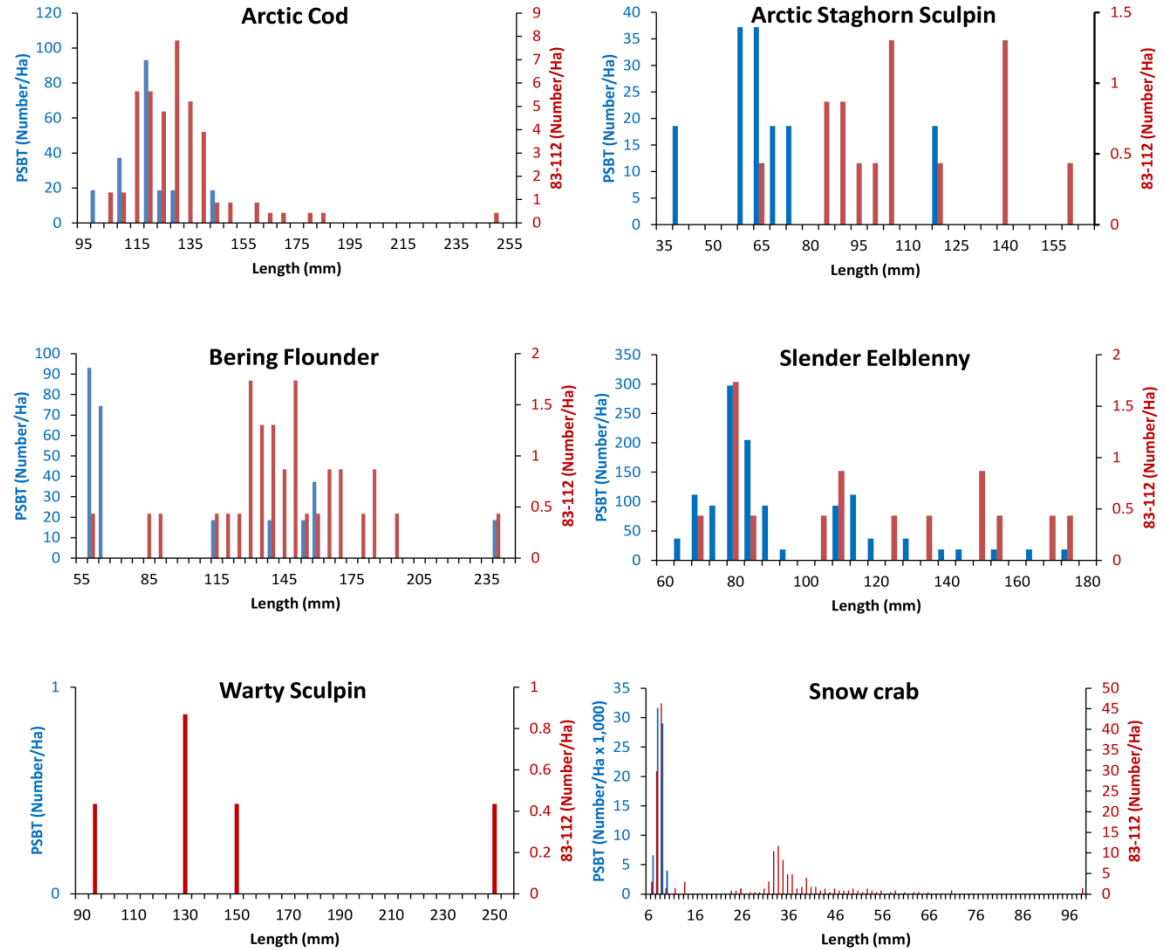 Arctic Cod
PSBT (Number/Ha)
120
100
80
60
40
20
0
83-112 (Number/Ha)
9
8
7
6
5
4
3
2
1
0
95 115 135 155 175 195 215 235 255
Length (mm)
Arctic Staghorn Sculpin
PSBT (Number/Ha)
40
35
30
25
20
15
10
5
0
83-112 (Number/Ha)
1.5
1
0.5
0
35 50 65 80 95 110 125 140 155
Length (mm)
Bering Flounder
PSBT (Number/Ha)
100
90
80
70
60
50
40
30
20
10
0
83-112 (Number/Ha)
2
1.5
1
0.5
0
55 85 115 145 175 205 235
Length (mm)
Slender Eelblenny
PSBT (Number/Ha)
350
300
250
200
150
100
50
0
83-112 (Number/Ha)
2
1.5
1
0.5
0
60 80 100 120 140 160 180
Length (mm)
Warty Sculpin
PSBT (Number/Ha)
1
0
83-112 (Number/Ha)
1
0.8
0.6
0.4
0.2
0
90 110 130 150 170 190 210 230 250
Length (mm)
Snow crab
PSBT (Number/Ha x 1,000)
35
30
25
20
15
10
5
0
83-112 (Number/Ha)
50
45
40
35
30
25
20
15
10
5
0
6 16 26 36 46 56 66 76 86 96
Length (mm)